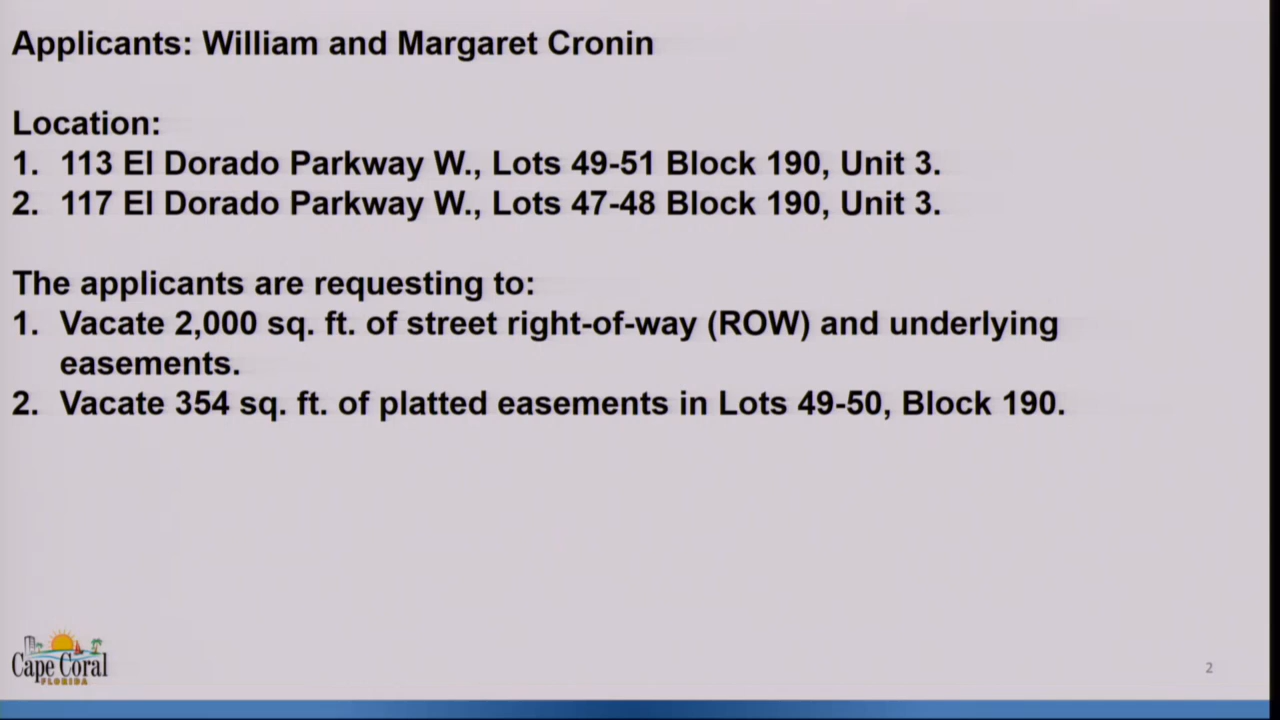 Applicants: William and Margaret Cronin
Location:
1. 113 El Dorado Parkway W., Lots 49-51 Block 190, Unit 3.
2. 117 El Dorado Parkway W., Lots 47-48 Block 190, Unit 3.
The applicants are requesting to:
1. Vacate 2,000 sq. ft. of street right-of-way (ROW) and underlying
easements.
2. Vacate 354 sq. ft. of platted easements in Lots 49-50, Block 190.
Cape Coral
FLORIDA
2